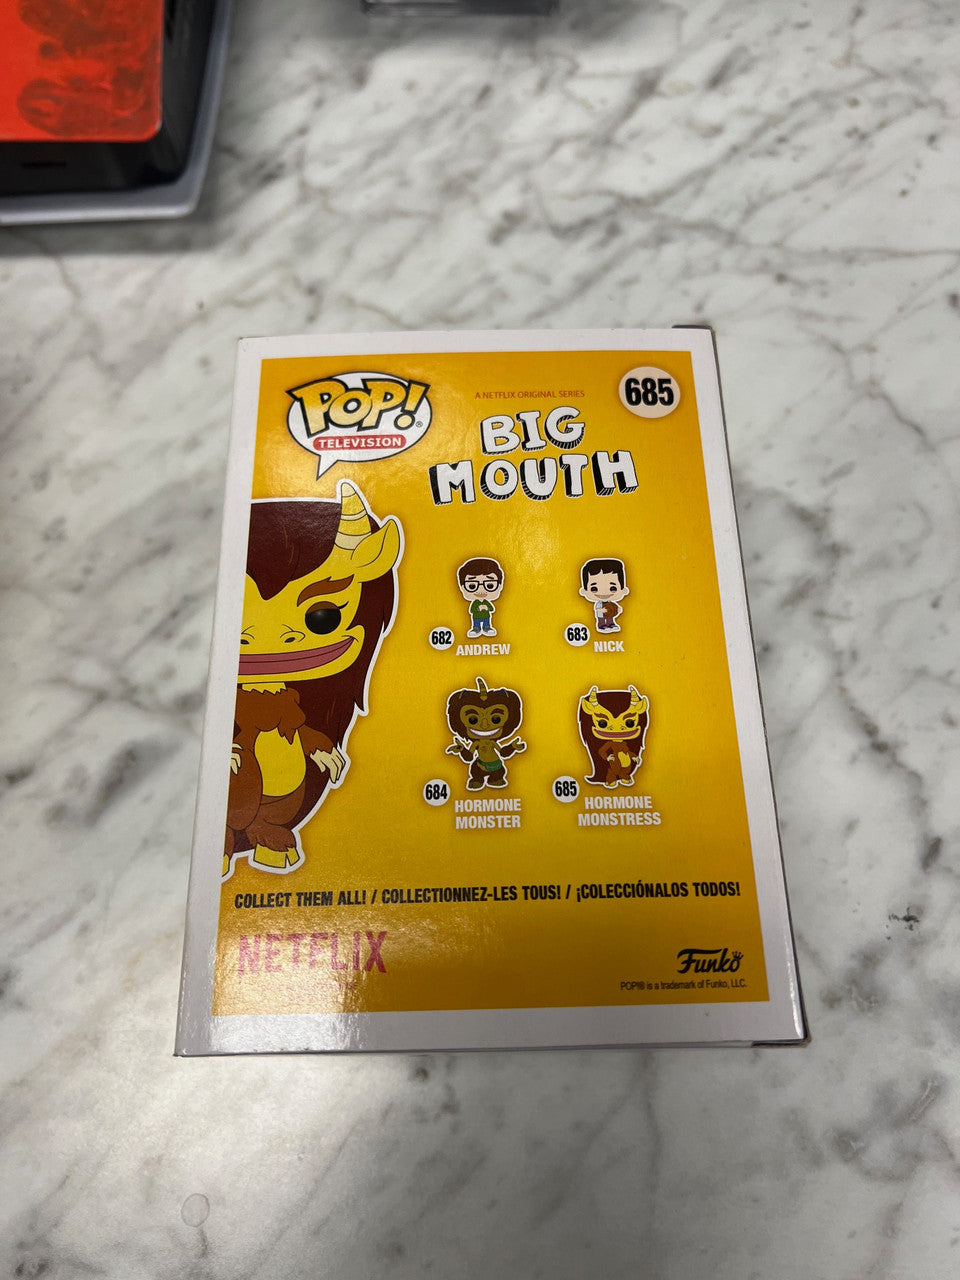 POP!®
TELEVISION
A NETFLIX ORIGINAL SERIES
BIG
MOUTH
685
682 ANDREW
683 NICK
684 HORMONE
MONSTER
685 HORMONE
MONSTRESS
COLLECT THEM ALL! / COLLECTIONNEZ-LES TOUS! / ¡COLECCIÓNALOS TODOS!
NETFLIX
Funko
POP!® is a trademark of Funko, LLC.